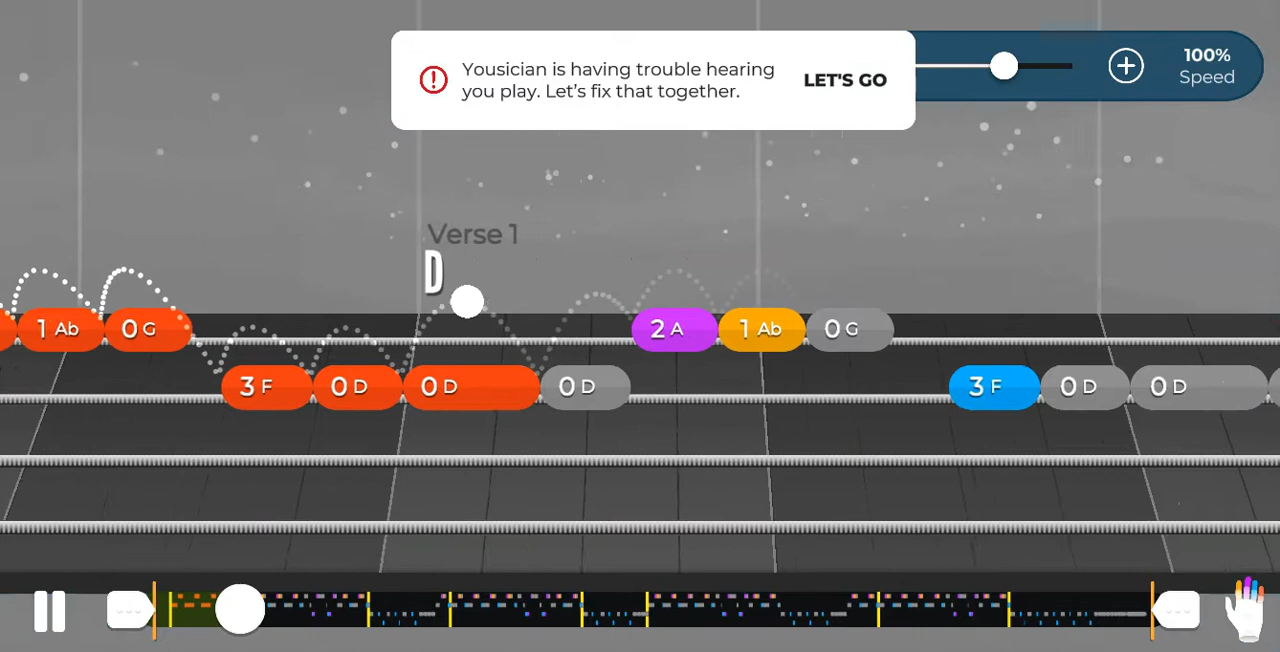 Yousician is having trouble hearing
you play. Let's fix that together.
LET'S GO
100%
Speed
Verse 1
D
1 Ab 0 G 2 A 1 Ab 0 G
3 F 0 D 0 D 0 D 3 F 0 D 0 D